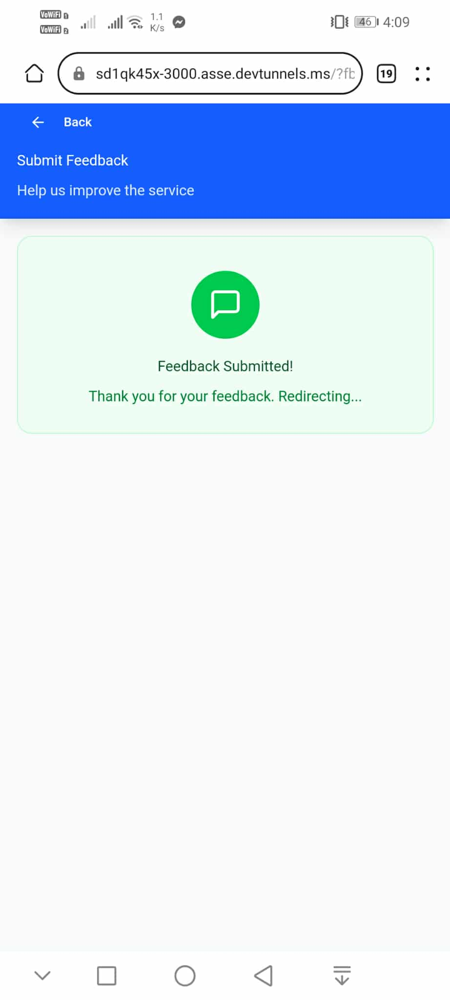 VoWiFi 1
VoWiFi 2
1.1
K/s
46
4:09
sd1qk45x-3000.asse.devtunnels.ms/?fb
19
Back
Submit Feedback
Help us improve the service
Feedback Submitted!
Thank you for your feedback. Redirecting...